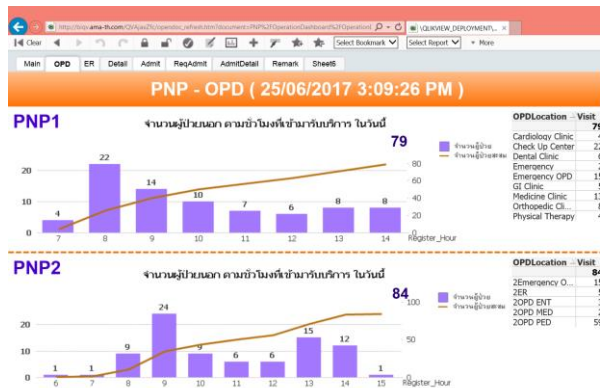 http://biqv.ama-th.com/QVAjaxZfc/opendoc_refresh.htm?document=PNP%2FOperationDashboard%2FOperation
\QLIKVIEW_DEPLOYMENT\...
Clear
Select Bookmark
Select Report
More
Main OPD ER Detail Admit ReqAdmit AdmitDetail Remark Sheet6
PNP - OPD ( 25/06/2017 3:09:26 PM )
PNP1
จำนวนผู้ป่วยนอก ตามชั่วโมงที่เข้ามารับบริการ ในวันนี้
79
จำนวนผู้ป่วย
จำนวนผู้ป่วยสะสม
20
10
0
4 22 14 10 7 6 8 8
80
60
40
20
0
7 8 9 10 11 12 13 14
Register_Hour
OPDLocation Visit
79
Cardiology Clinic
Check Up Center 22
Dental Clinic
Emergency
Emergency OPD 15
GI Clinic
Medicine Clinic 13
Orthopedic Cli...
Physical Therapy
PNP2
จำนวนผู้ป่วยนอก ตามชั่วโมงที่เข้ามารับบริการ ในวันนี้
84
จำนวนผู้ป่วย
จำนวนผู้ป่วยสะสม
20
10
0
1 1 9 24 9 6 6 15 12 1
100
50
0
6 7 8 9 10 11 12 13 14 15
Register_Hour
OPDLocation Visit
84
2Emergency O... 15
2ER
2OPD ENT
2OPD MED
2OPD PED 59